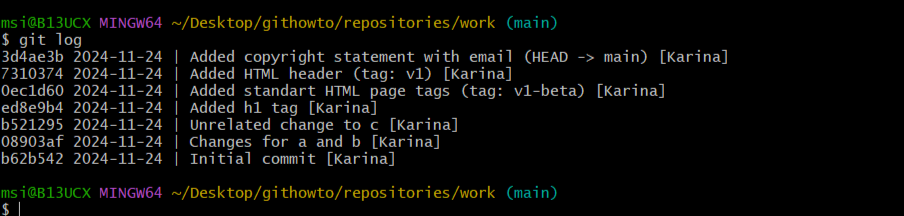 msi@B13UCX MINGW64 ~/Desktop/githowto/repositories/work (main)
$ git log
3d4ae3b 2024-11-24 | Added copyright statement with email (HEAD -> main) [Karina]
7310374 2024-11-24 | Added HTML header (tag: v1) [Karina]
0ec1d60 2024-11-24 | Added standart HTML page tags (tag: v1-beta) [Karina]
ed8e9b4 2024-11-24 | Added h1 tag [Karina]
b521295 2024-11-24 | Unrelated change to c [Karina]
08903af 2024-11-24 | Changes for a and b [Karina]
b62b542 2024-11-24 | Initial commit [Karina]
msi@B13UCX MINGW64 ~/Desktop/githowto/repositories/work (main)
$